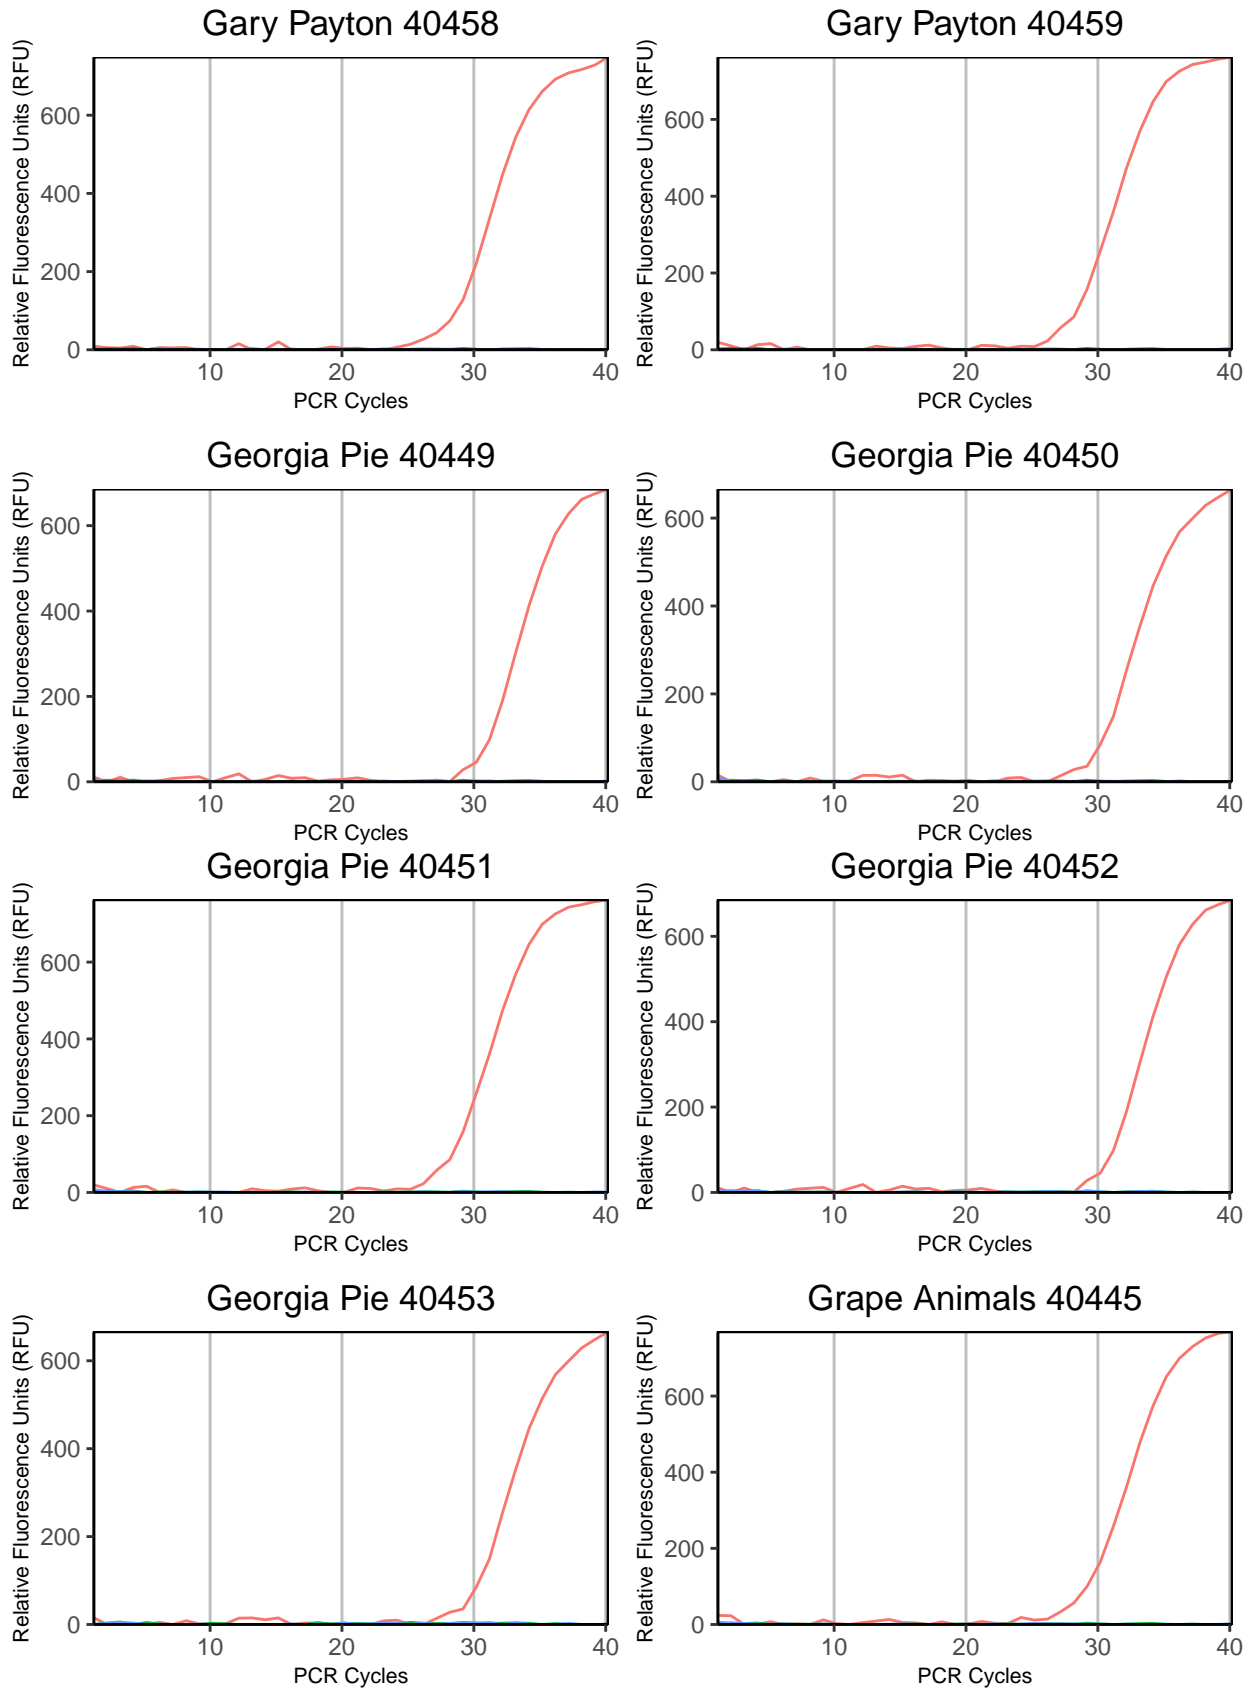 Gary Payton 40458
Relative Fluorescence Units (RFU)
600
400
200
0
10
20
30
40
PCR Cycles
Gary Payton 40459
Relative Fluorescence Units (RFU)
600
400
200
0
10
20
30
40
PCR Cycles
Georgia Pie 40449
Relative Fluorescence Units (RFU)
600
400
200
0
10
20
30
40
PCR Cycles
Georgia Pie 40450
Relative Fluorescence Units (RFU)
600
400
200
0
10
20
30
40
PCR Cycles
Georgia Pie 40451
Relative Fluorescence Units (RFU)
600
400
200
0
10
20
30
40
PCR Cycles
Georgia Pie 40452
Relative Fluorescence Units (RFU)
600
400
200
0
10
20
30
40
PCR Cycles
Georgia Pie 40453
Relative Fluorescence Units (RFU)
600
400
200
0
10
20
30
40
PCR Cycles
Grape Animals 40445
Relative Fluorescence Units (RFU)
600
400
200
0
10
20
30
40
PCR Cycles